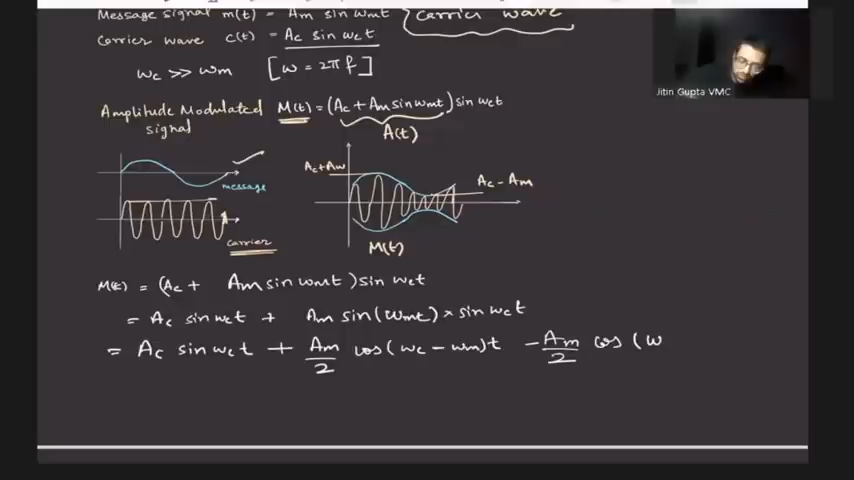 Message signal m(t) = Am sin ωmt
Carrier wave c(t) = Ac sin ωct
Carrier wave
ωc >> ωm [ω = 2πf]
Jitin Gupta VMC
Amplitude Modulated signal M(t) = (Ac + Am sin ωmt) sin ωct
A(t)
Ac+Am
Ac - Am
message
carrier
M(t)
M(t) = (Ac + Am sin ωmt) sin ωct
= Ac sin ωct + Am sin(ωmt) × sin ωct
= Ac sin ωct + Am/2 cos(ωc - ωm)t - Am/2 cos (ω